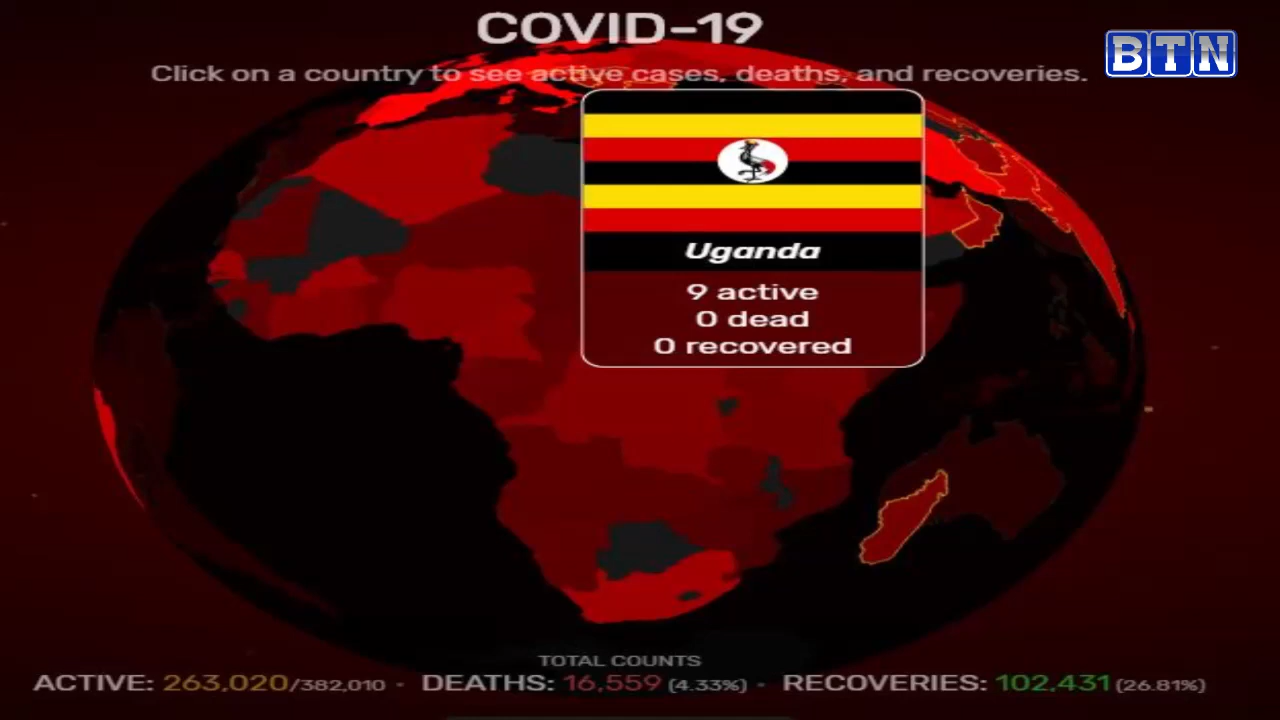 COVID-19
BTN
Click on a country to see active cases, deaths, and recoveries.
Uganda
9 active
0 dead
0 recovered
TOTAL COUNTS
ACTIVE: 263,020/382,010 - DEATHS: 16,559 (4.33%) - RECOVERIES: 102,431 (26.81%)